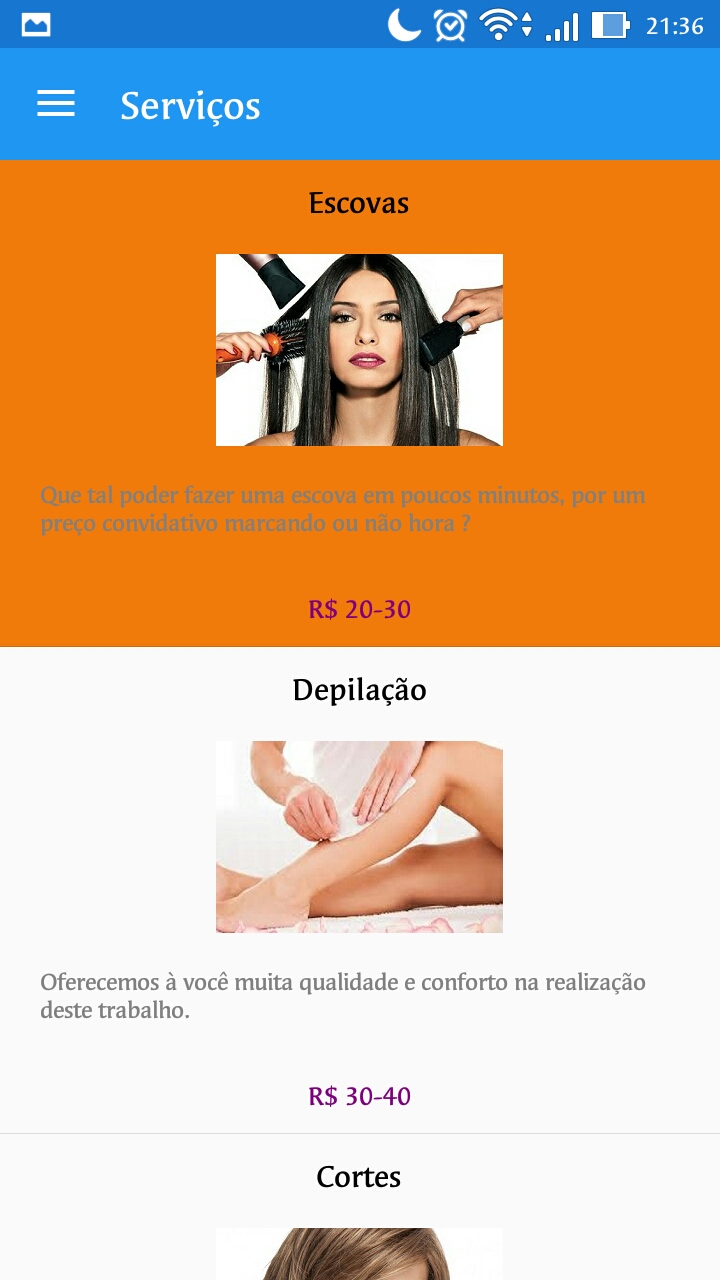 21:36
Serviços
Escovas
Que tal poder fazer uma escova em poucos minutos, por um
preço convidativo marcando ou não hora ?
R$ 20-30
Depilação
Oferecemos à você muita qualidade e conforto na realização
deste trabalho.
R$ 30-40
Cortes